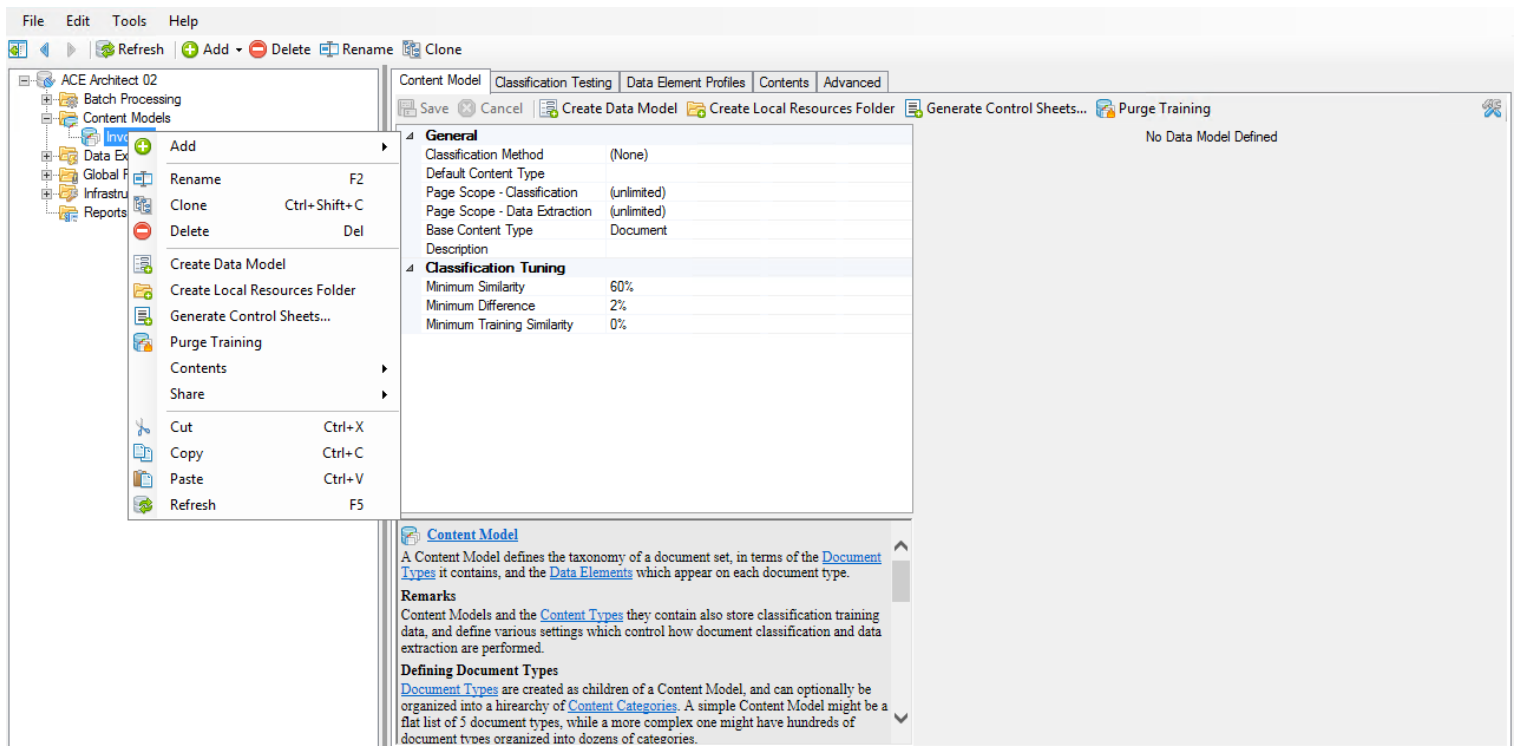 File Edit Tools Help
Refresh Add Delete Rename Clone
ACE Architect 02
Batch Processing
Content Models
Data Ex
Global
Infrastru
Reports
Add
Rename F2
Clone Ctrl+Shift+C
Delete Del
Create Data Model
Create Local Resources Folder
Generate Control Sheets...
Purge Training
Contents
Share
Cut Ctrl+X
Copy Ctrl+C
Paste Ctrl+V
Refresh F5
Content Model Classification Testing Data Element Profiles Contents Advanced
Save Cancel Create Data Model Create Local Resources Folder Generate Control Sheets... Purge Training
General
Classification Method (None)
Default Content Type
Page Scope - Classification (unlimited)
Page Scope - Data Extraction (unlimited)
Base Content Type Document
Description
Classification Tuning
Minimum Similarity 60%
Minimum Difference 2%
Minimum Training Similarity 0%
No Data Model Defined
Content Model
A Content Model defines the taxonomy of a document set, in terms of the Document
Types it contains, and the Data Elements which appear on each document type.
Remarks
Content Models and the Content Types they contain also store classification training
data, and define various settings which control how document classification and data
extraction are performed.
Defining Document Types
Document Types are created as children of a Content Model, and can optionally be
organized into a hirearchy of Content Categories. A simple Content Model might be a
flat list of 5 document types, while a more complex one might have hundreds of
document types organized into dozens of categories.